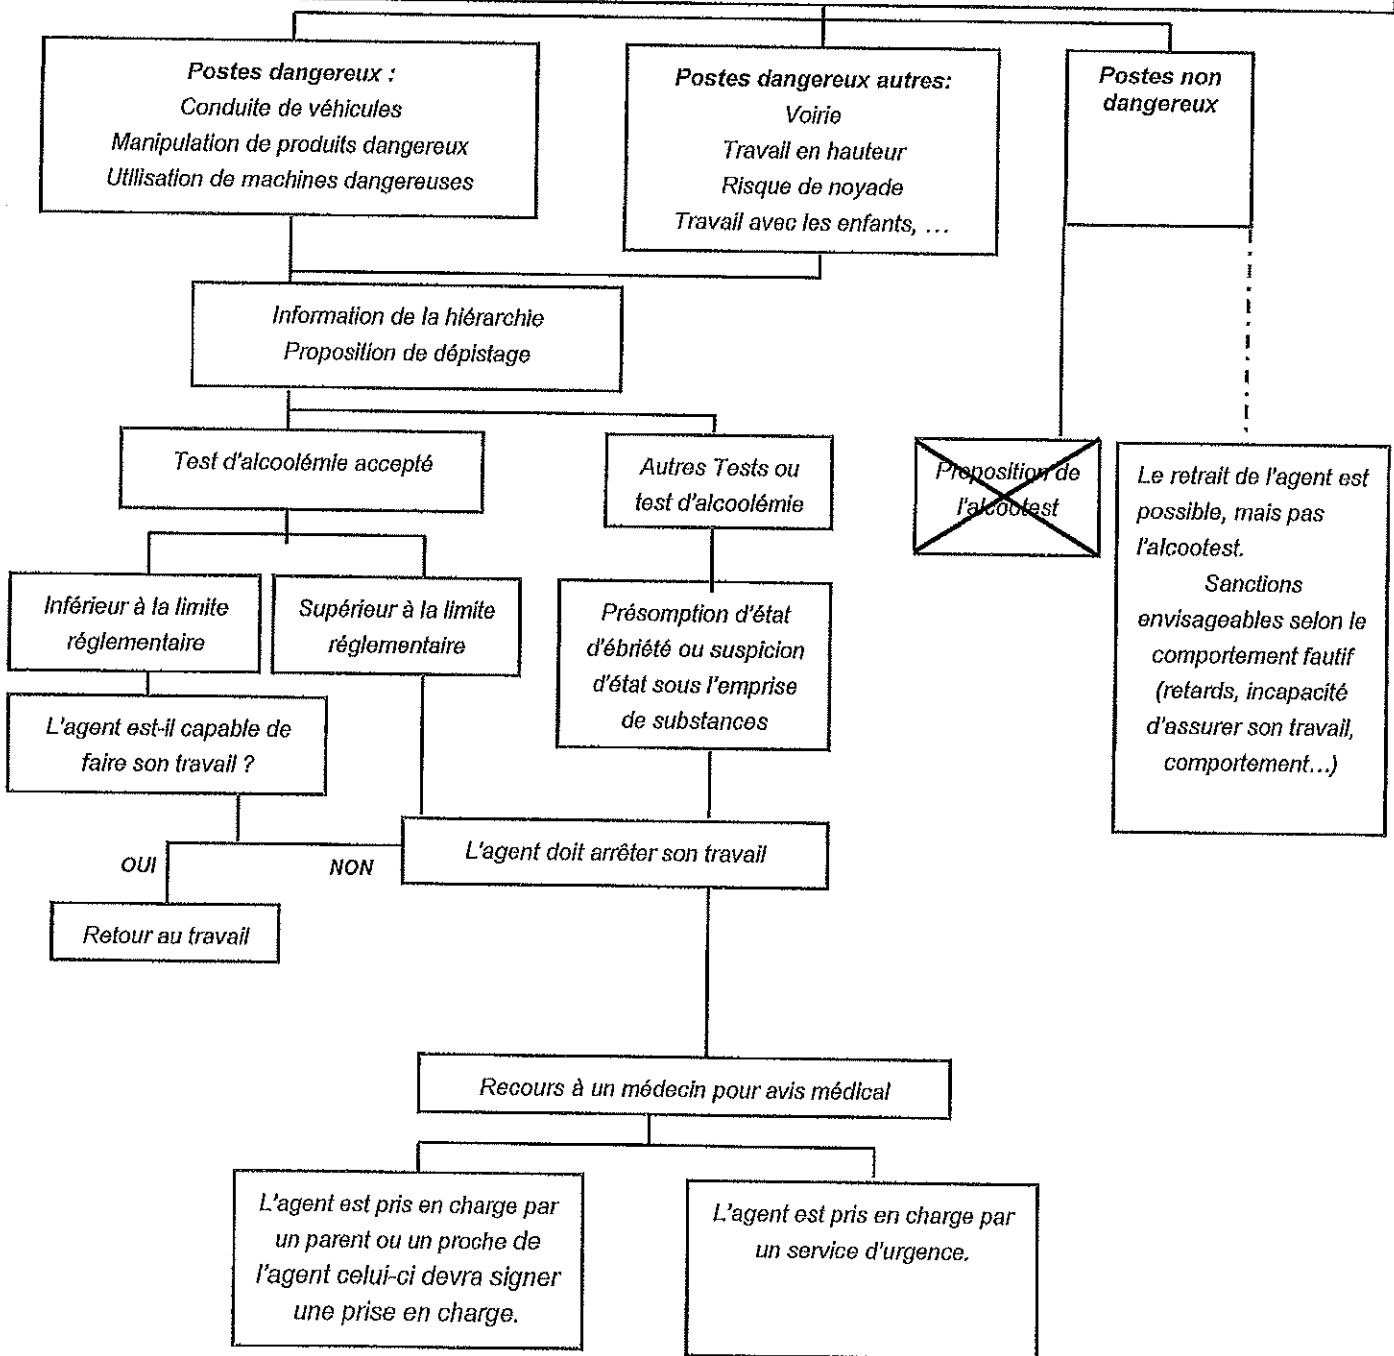 Postes dangereux :
Conduite de véhicules
Manipulation de produits dangereux
Utilisation de machines dangereuses
Postes dangereux autres:
Voirie
Travail en hauteur
Risque de noyade
Travail avec les enfants, ...
Postes non
dangereux
Information de la hiérarchie
Proposition de dépistage
Test d'alcoolémie accepté
Autres Tests ou
test d'alcoolémie
Proposition de
l'alcootest
Le retrait de l'agent est
possible, mais pas
l'alcootest.
Sanctions
envisageables selon le
comportement fautif
(retards, incapacité
d'assurer son travail,
comportement...)
Inférieur à la limite
réglementaire
Supérieur à la limite
réglementaire
Présomption d'état
d'ébriété ou suspicion
d'état sous l'emprise
de substances
L'agent est-il capable de
faire son travail ?
OUI
NON
L'agent doit arrêter son travail
Retour au travail
Recours à un médecin pour avis médical
L'agent est pris en charge par
un parent ou un proche de
l'agent celui-ci devra signer
une prise en charge.
L'agent est pris en charge par
un service d'urgence.